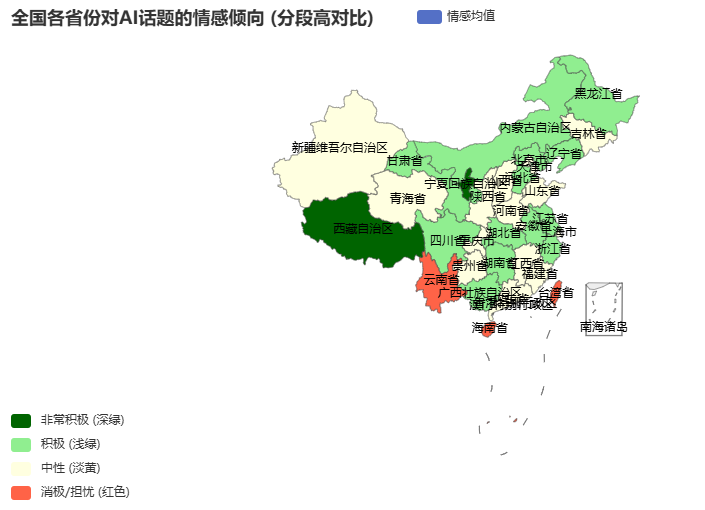 全国各省份对AI话题的情感倾向 (分段高对比)
情感均值
黑龙江省
内蒙古自治区
吉林省
新疆维吾尔自治区
辽宁省
北京市
甘肃省
天津市
河北省
宁夏回族自治区
山东省
青海省
陕西省
河南省
江苏省
西藏自治区
安徽省
上海市
湖北省
四川省
重庆市
浙江省
湖南省
江西省
贵州省
福建省
云南省
广西壮族自治区
台湾省
南海诸岛
海南省
非常积极 (深绿)
积极 (浅绿)
中性 (淡黄)
消极/担忧 (红色)